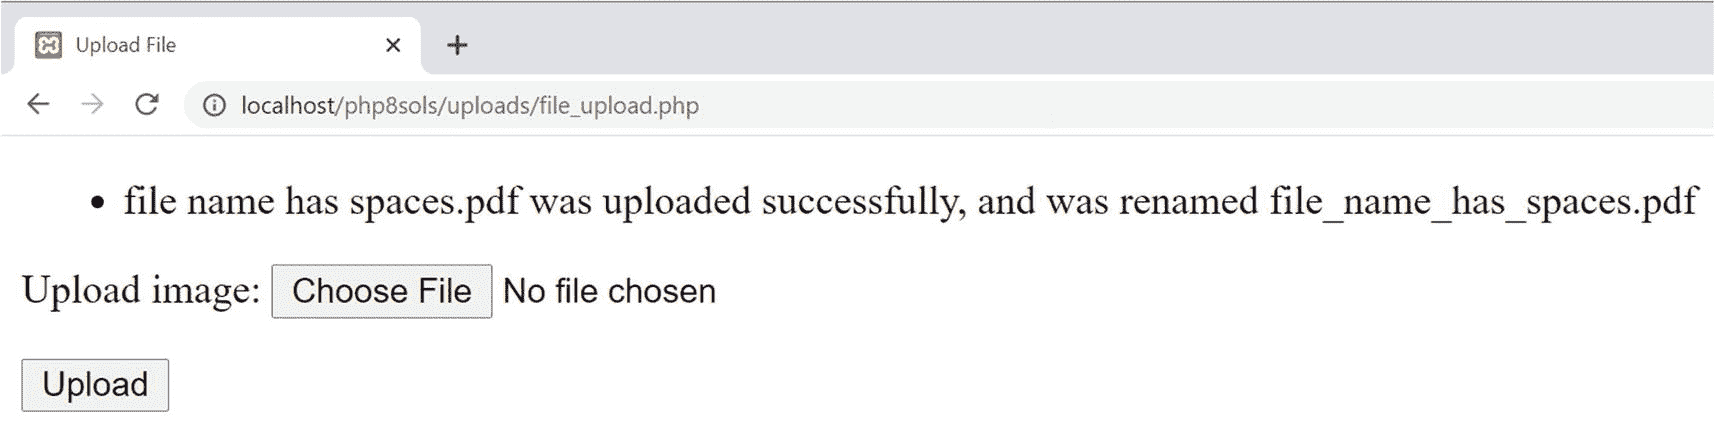 Upload File
localhost/php8sols/uploads/file_upload.php
• file name has spaces.pdf was uploaded successfully, and was renamed file_name_has_spaces.pdf
Upload image: Choose File No file chosen
Upload